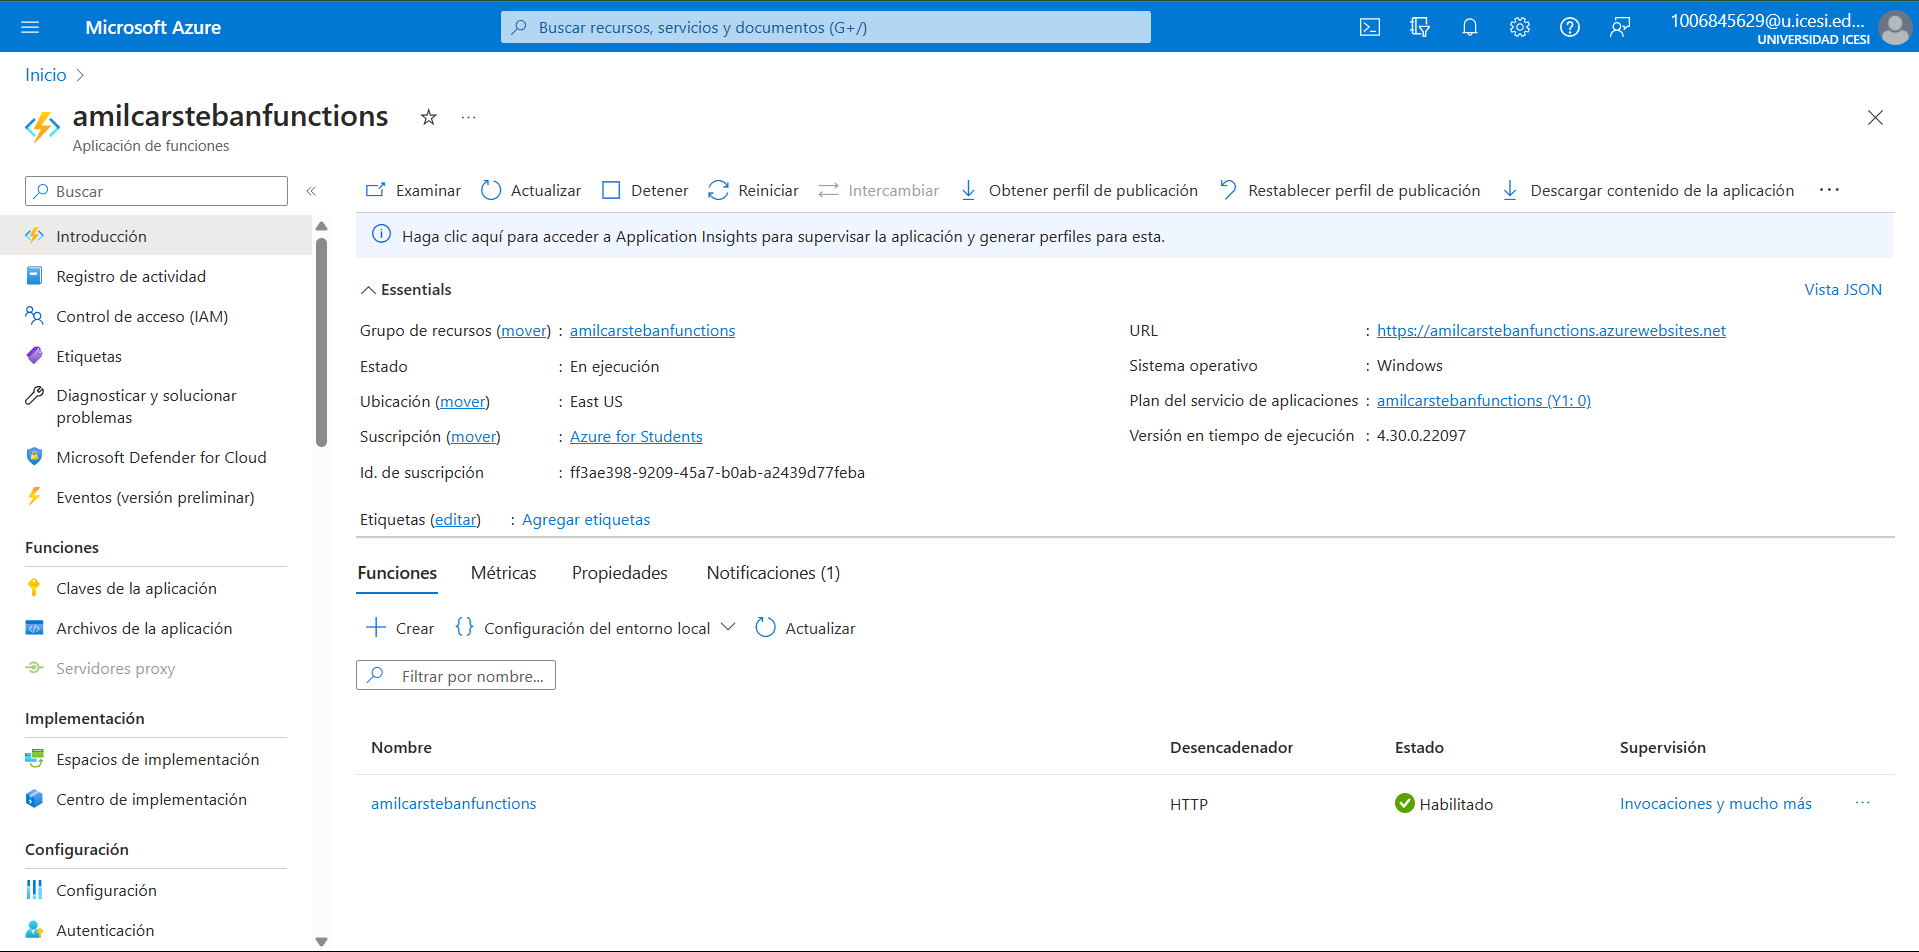 Microsoft Azure
Buscar recursos, servicios y documentos (G+/)
1006845629@u.icesi.ed...
UNIVERSIDAD ICESI
Inicio
amilcarstebanfunctions
Aplicación de funciones
Buscar
Introducción
Registro de actividad
Control de acceso (IAM)
Etiquetas
Diagnosticar y solucionar
problemas
Microsoft Defender for Cloud
Eventos (versión preliminar)
Funciones
Claves de la aplicación
Archivos de la aplicación
Servidores proxy
Implementación
Espacios de implementación
Centro de implementación
Configuración
Configuración
Autenticación
Examinar Actualizar Detener Reiniciar Intercambiar Obtener perfil de publicación Restablecer perfil de publicación Descargar contenido de la aplicación ...
Haga clic aquí para acceder a Application Insights para supervisar la aplicación y generar perfiles para esta.
Essentials
Vista JSON
Grupo de recursos (mover) : amilcarstebanfunctions
Estado : En ejecución
Ubicación (mover) : East US
Suscripción (mover) : Azure for Students
Id. de suscripción : ff3ae398-9209-45a7-b0ab-a2439d77feba
Etiquetas (editar) : Agregar etiquetas
URL : https://amilcarstebanfunctions.azurewebsites.net
Sistema operativo : Windows
Plan del servicio de aplicaciones : amilcarstebanfunctions (Y1: 0)
Versión en tiempo de ejecución : 4.30.0.22097
Funciones Métricas Propiedades Notificaciones (1)
Crear {} Configuración del entorno local Actualizar
Filtrar por nombre...
Nombre Desencadenador Estado Supervisión
amilcarstebanfunctions HTTP Habilitado Invocaciones y mucho más ...